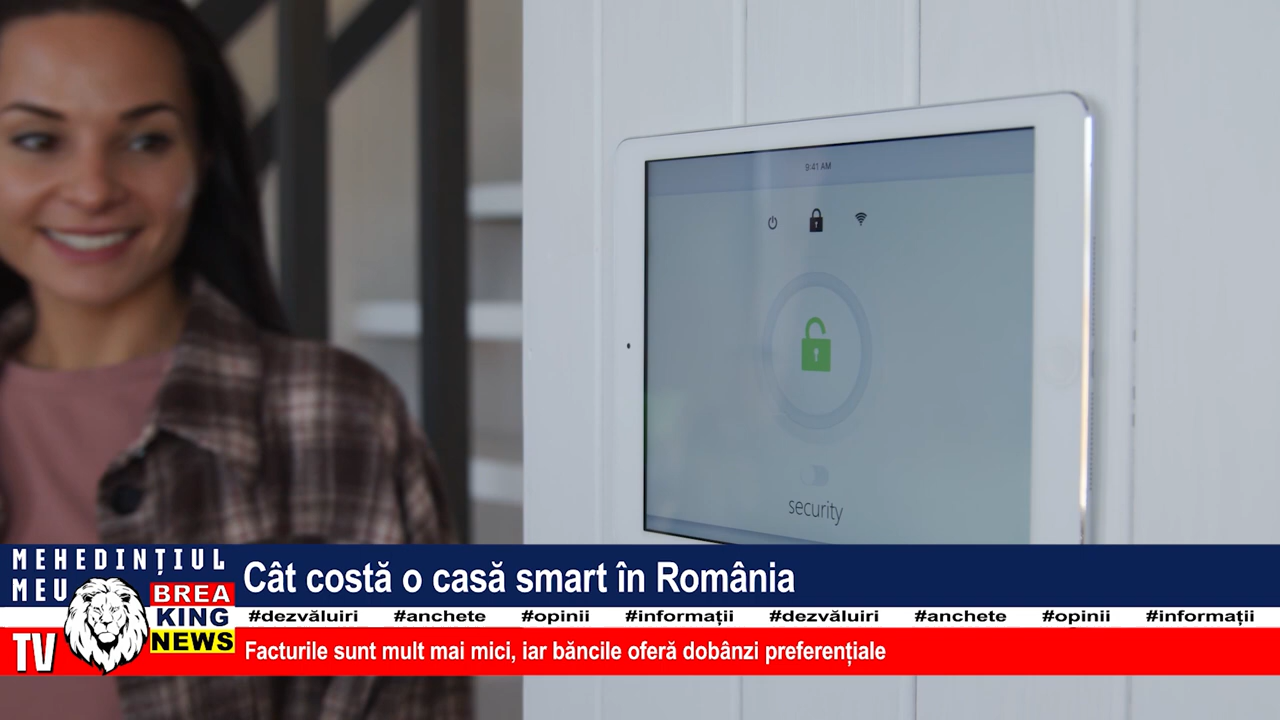 9:41 AM
security
MEHEDINȚIUL
MEU
BREA
KING
NEWS
TV
Cât costă o casă smart în România
#dezvăluiri #anchete #opinii #informații #dezvăluiri #anchete #opinii #informații
Facturile sunt mult mai mici, iar băncile oferă dobânzi preferențiale